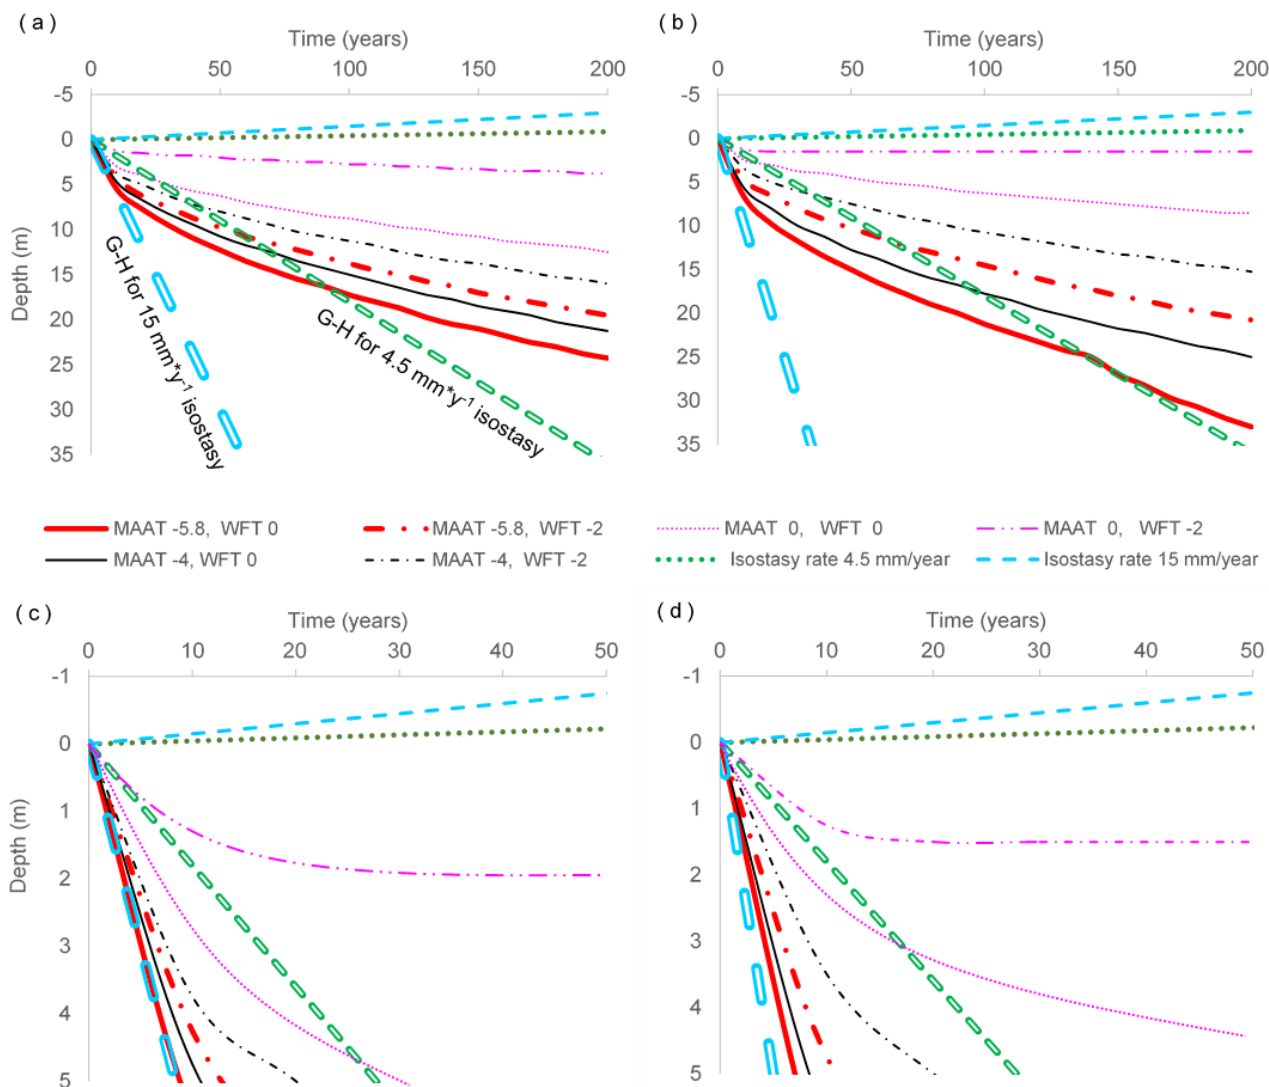 ( a )
Time (years)
0 50 100 150 200
-5
0
5
10
15
20
25
30
35
Depth (m)
G-H for 15 mm*y-1 isostasy
G-H for 4.5 mm*y-1 isostasy
( b )
Time (years)
0 50 100 150 200
-5
0
5
10
15
20
25
30
35
MAAT -5.8, WFT 0
MAAT -5.8, WFT -2
MAAT 0, WFT 0
MAAT 0, WFT -2
MAAT -4, WFT 0
MAAT -4, WFT -2
Isostasy rate 4.5 mm/year
Isostasy rate 15 mm/year
( c )
Time (years)
0 10 20 30 40 50
-1
0
1
2
3
4
5
Depth (m)
( d )
Time (years)
0 10 20 30 40 50
-1
0
1
2
3
4
5